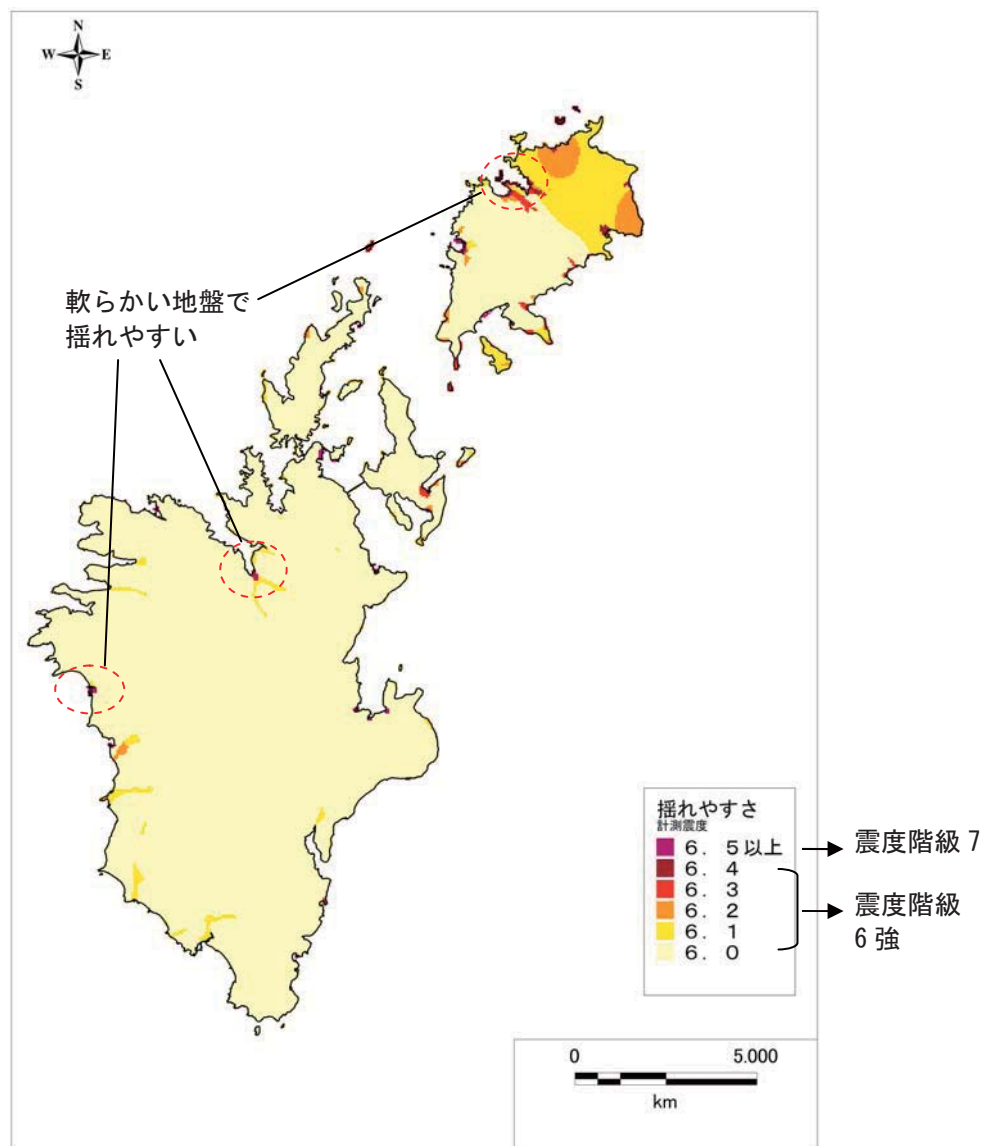 N
W E
S
軟らかい地盤で
揺れやすい
揺れやすさ
計測震度
6. 5以上
6. 4
6. 3
6. 2
6. 1
6. 0
震度階級 7
震度階級
6 強
0 5.000
km